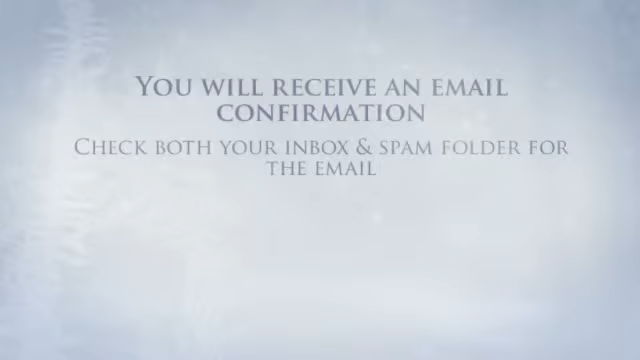 You will receive an email
confirmation
Check both your inbox & spam folder for
the email